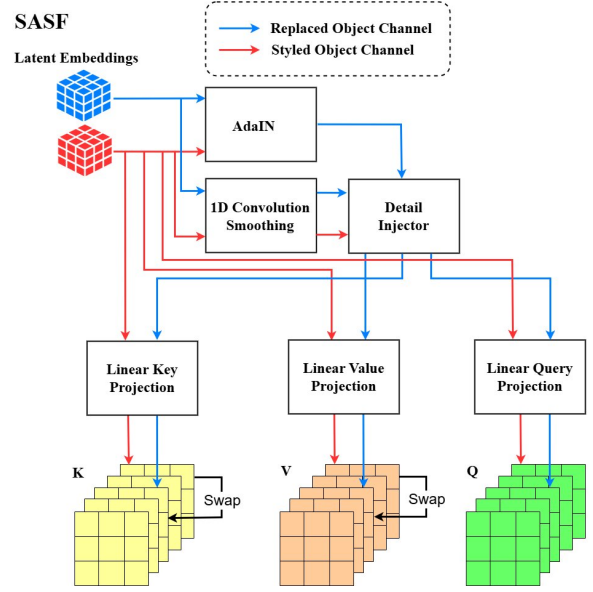 SASF
Replaced Object Channel
Styled Object Channel
Latent Embeddings
AdaIN
1D Convolution
Smoothing
Detail
Injector
Linear Key
Projection
Linear Value
Projection
Linear Query
Projection
K
Swap
V
Swap
Q